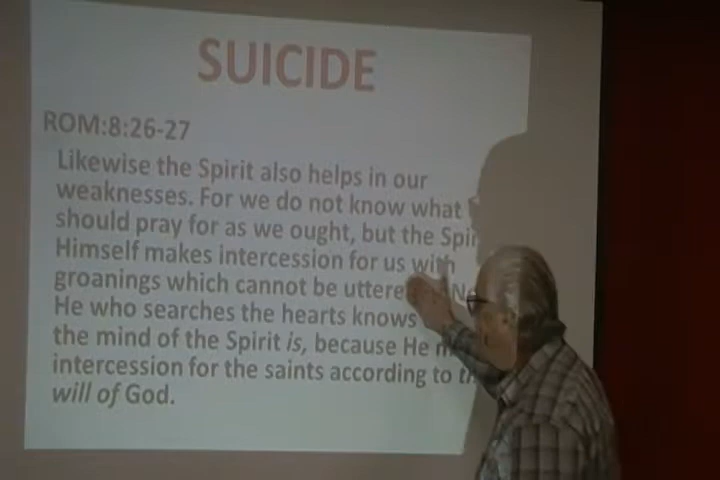 SUICIDE
ROM:8:26-27
Likewise the Spirit also helps in our
weaknesses. For we do not know what
should pray for as we ought, but the Spi
Himself makes intercession for us with
groanings which cannot be uttere
He who searches the hearts knows
the mind of the Spirit is, because He m
intercession for the saints according to th
will of God.